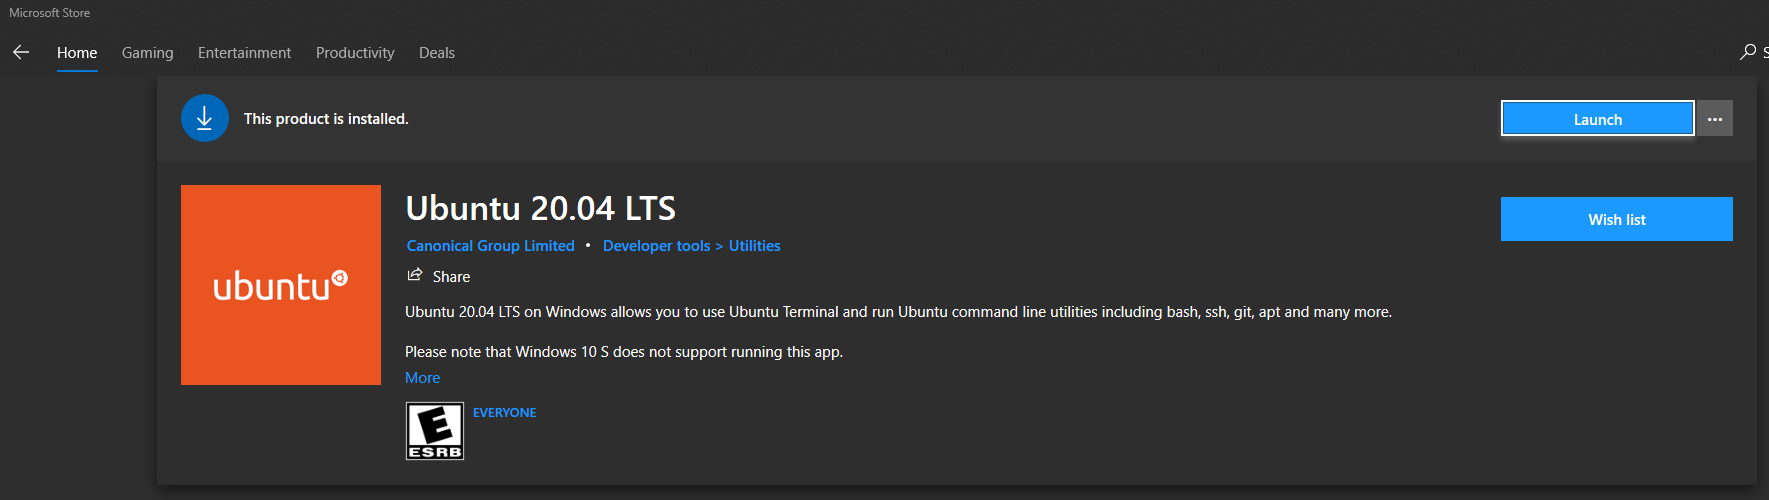 Microsoft Store
Home Gaming Entertainment Productivity Deals S
This product is installed.
Launch ...
ubuntu
Ubuntu 20.04 LTS
Wish list
Canonical Group Limited • Developer tools > Utilities
Share
Ubuntu 20.04 LTS on Windows allows you to use Ubuntu Terminal and run Ubuntu command line utilities including bash, ssh, git, apt and many more.
Please note that Windows 10 S does not support running this app.
More
E
EVERYONE
ESRB